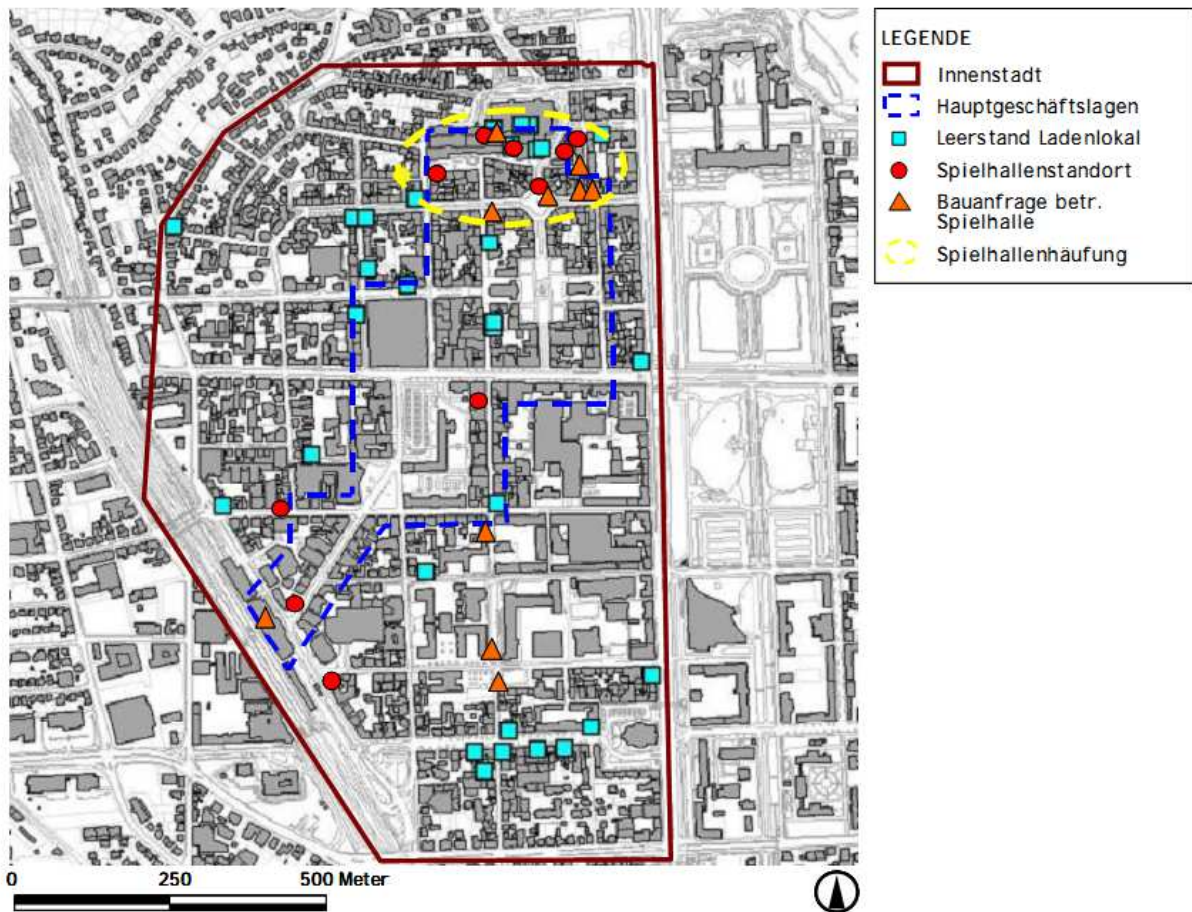 LEGENDE
Innenstadt
Hauptgeschäftslagen
Leerstand Ladenlokal
Spielhallenstandort
Bauanfrage betr.
Spielhalle
Spielhallenhäufung
0 250 500 Meter